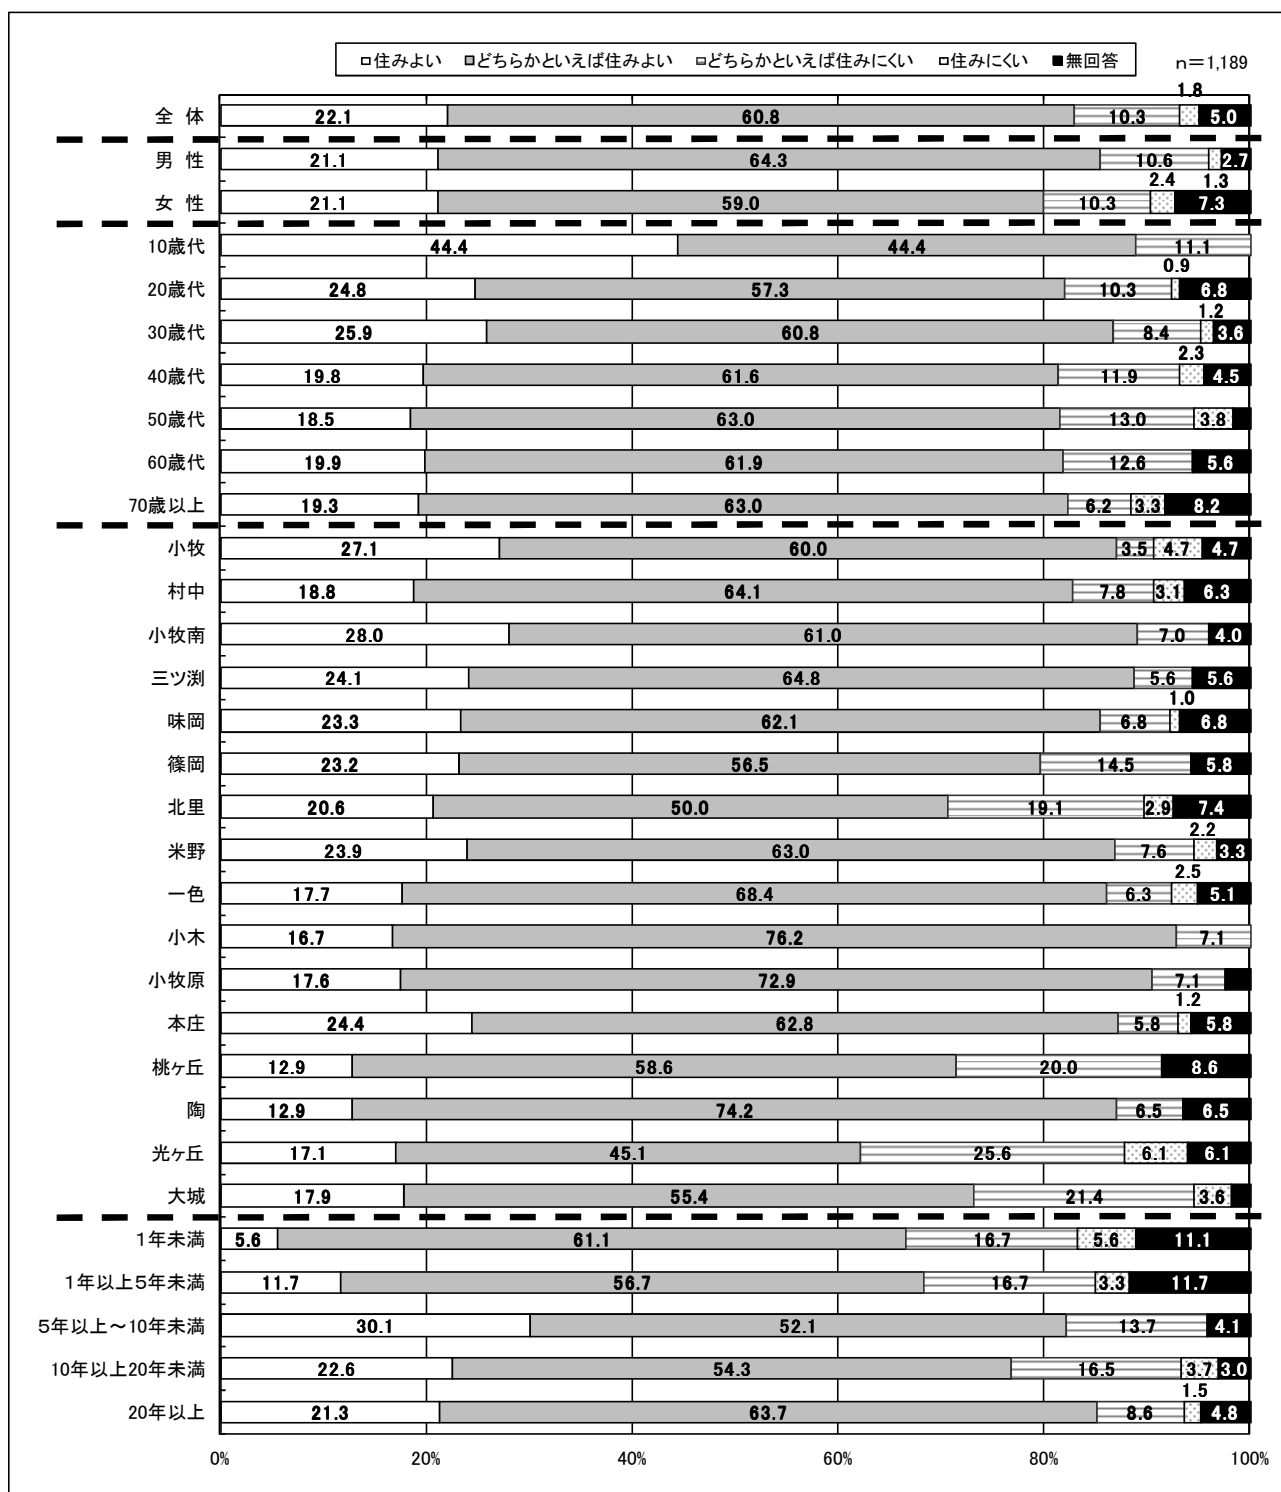 □住みよい ■どちらかといえば住みよい □どちらかといえば住みにくい □住みにくい ■無回答 n=1,189
1.8
全 体 22.1 60.8 10.3 5.0
男 性 21.1 64.3 10.6 2.7
2.4 1.3
女 性 21.1 59.0 10.3 7.3
10歳代 44.4 44.4 11.1
0.9
20歳代 24.8 57.3 10.3 6.8
1.2
30歳代 25.9 60.8 8.4 3.6
2.3
40歳代 19.8 61.6 11.9 4.5
50歳代 18.5 63.0 13.0 3.8
60歳代 19.9 61.9 12.6 5.6
70歳以上 19.3 63.0 6.2 3.3 8.2
小牧 27.1 60.0 3.5 4.7 4.7
村中 18.8 64.1 7.8 3.1 6.3
小牧南 28.0 61.0 7.0 4.0
三ツ渕 24.1 64.8 5.6 5.6
1.0
味岡 23.3 62.1 6.8 6.8
篠岡 23.2 56.5 14.5 5.8
北里 20.6 50.0 19.1 2.9 7.4
2.2
米野 23.9 63.0 7.6 3.3
2.5
一色 17.7 68.4 6.3 5.1
小木 16.7 76.2 7.1
小牧原 17.6 72.9 7.1
1.2
本庄 24.4 62.8 5.8 5.8
桃ヶ丘 12.9 58.6 20.0 8.6
陶 12.9 74.2 6.5 6.5
光ヶ丘 17.1 45.1 25.6 6.1 6.1
大城 17.9 55.4 21.4 3.6
1年未満 5.6 61.1 16.7 5.6 11.1
1年以上5年未満 11.7 56.7 16.7 3.3 11.7
5年以上～10年未満 30.1 52.1 13.7 4.1
10年以上20年未満 22.6 54.3 16.5 3.7 3.0
1.5
20年以上 21.3 63.7 8.6 4.8
0% 20% 40% 60% 80% 100%